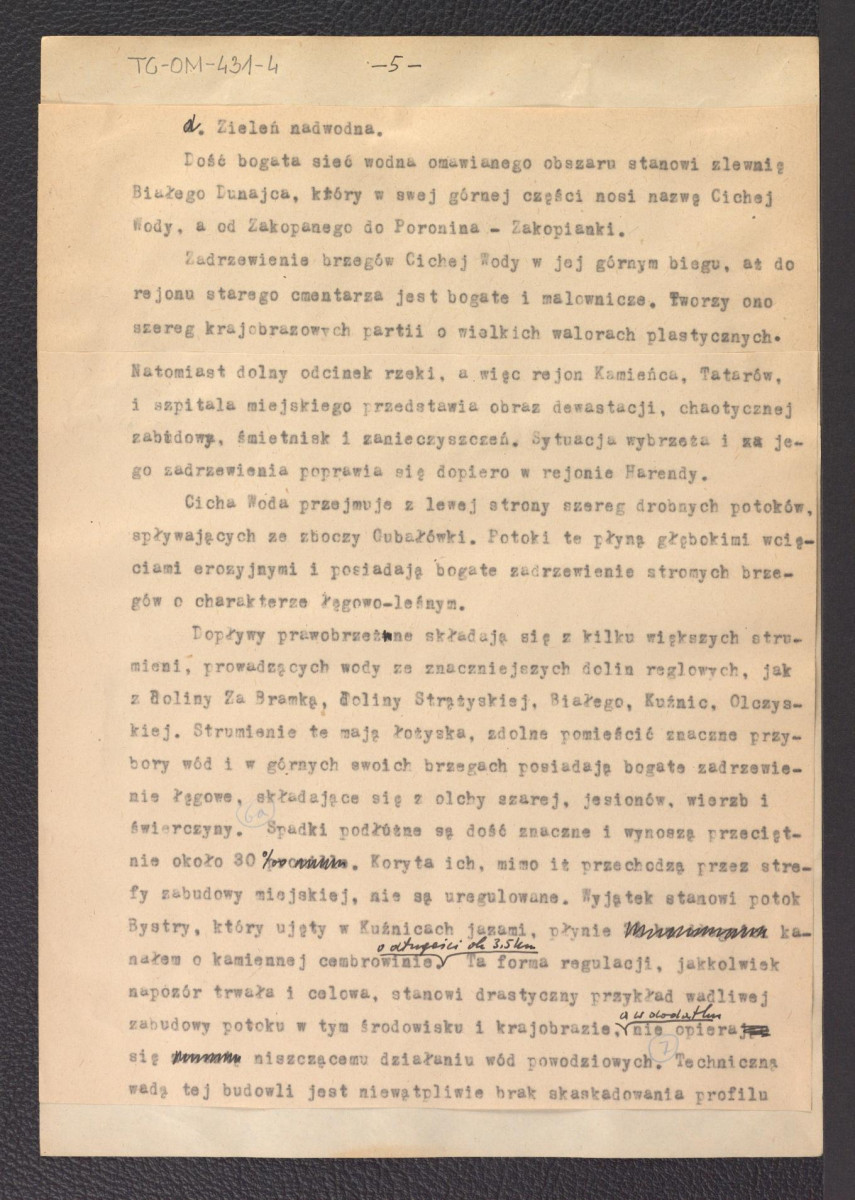 TG-OM-431-4 -5-
d. Zieleń nadwodna.
Dość bogata sieć wodna omawianego obszaru stanowi zlewnię
Białego Dunajca, który w swej górnej części nosi nazwę Cichej
Wody, a od Zakopanego do Poronina - Zakopianki.
Zadrzewienie brzegów Cichej Wody w jej górnym biegu, aż do
rejonu starego cmentarza jest bogate i malownicze. Tworzy ono
szereg krajobrazowych partii o wielkich walorach plastycznych.
Natomiast dolny odcinek rzeki, a więc rejon Kamieńca, Tatarów,
i szpitala miejskiego przedstawia obraz dewastacji, chaotycznej
zabudowy, śmietnisk i zanieczyszczeń. Sytuacja wybrzeża i je-
go zadrzewienia poprawia się dopiero w rejonie Harendy.
Cicha Woda przejmuje z lewej strony szereg drobnych potoków,
spływających ze zboczy Gubałówki. Potoki te płyną głębokimi wcię-
ciami erozyjnymi i posiadają bogate zadrzewienie stromych brze-
gów o charakterze łęgowo-leśnym.
Dopływy prawobrzeżne składają się z kilku większych stru-
mieni, prowadzących wody ze znaczniejszych dolin reglowych, jak
z Doliny Za Bramką, Doliny Strążyskiej, Białego, Kuźnic, Olczys-
kiej. Strumienie te mają łożyska, zdolne pomieścić znaczne przy-
bory wód i w górnych swoich brzegach posiadają bogate zadrzewie-
nie łęgowe, składające się z olchy szarej, jesionów, wierzb i
świerczyny. 6a Spadki podłużne są dość znaczne i wynoszą przecięt-
nie około 30 °/oo. Koryta ich, mimo iż przechodzą przez stre-
fy zabudowy miejskiej, nie są uregulowane. Wyjątek stanowi potok
Bystry, który ujęty w Kuźnicach jazami, płynie ka-
o długości ok 3,5 km
nałem o kamiennej cembrowinie. Ta forma regulacji, jakkolwiek
napozór trwała i celowa, stanowi drastyczny przykład wadliwej
a w dodatku
zabudowy potoku w tym środowisku i krajobrazie, nie opiera
się niszczącemu działaniu wód powodziowych. 7 Techniczną
wadą tej budowli jest niewątpliwie brak skaskadowania profilu